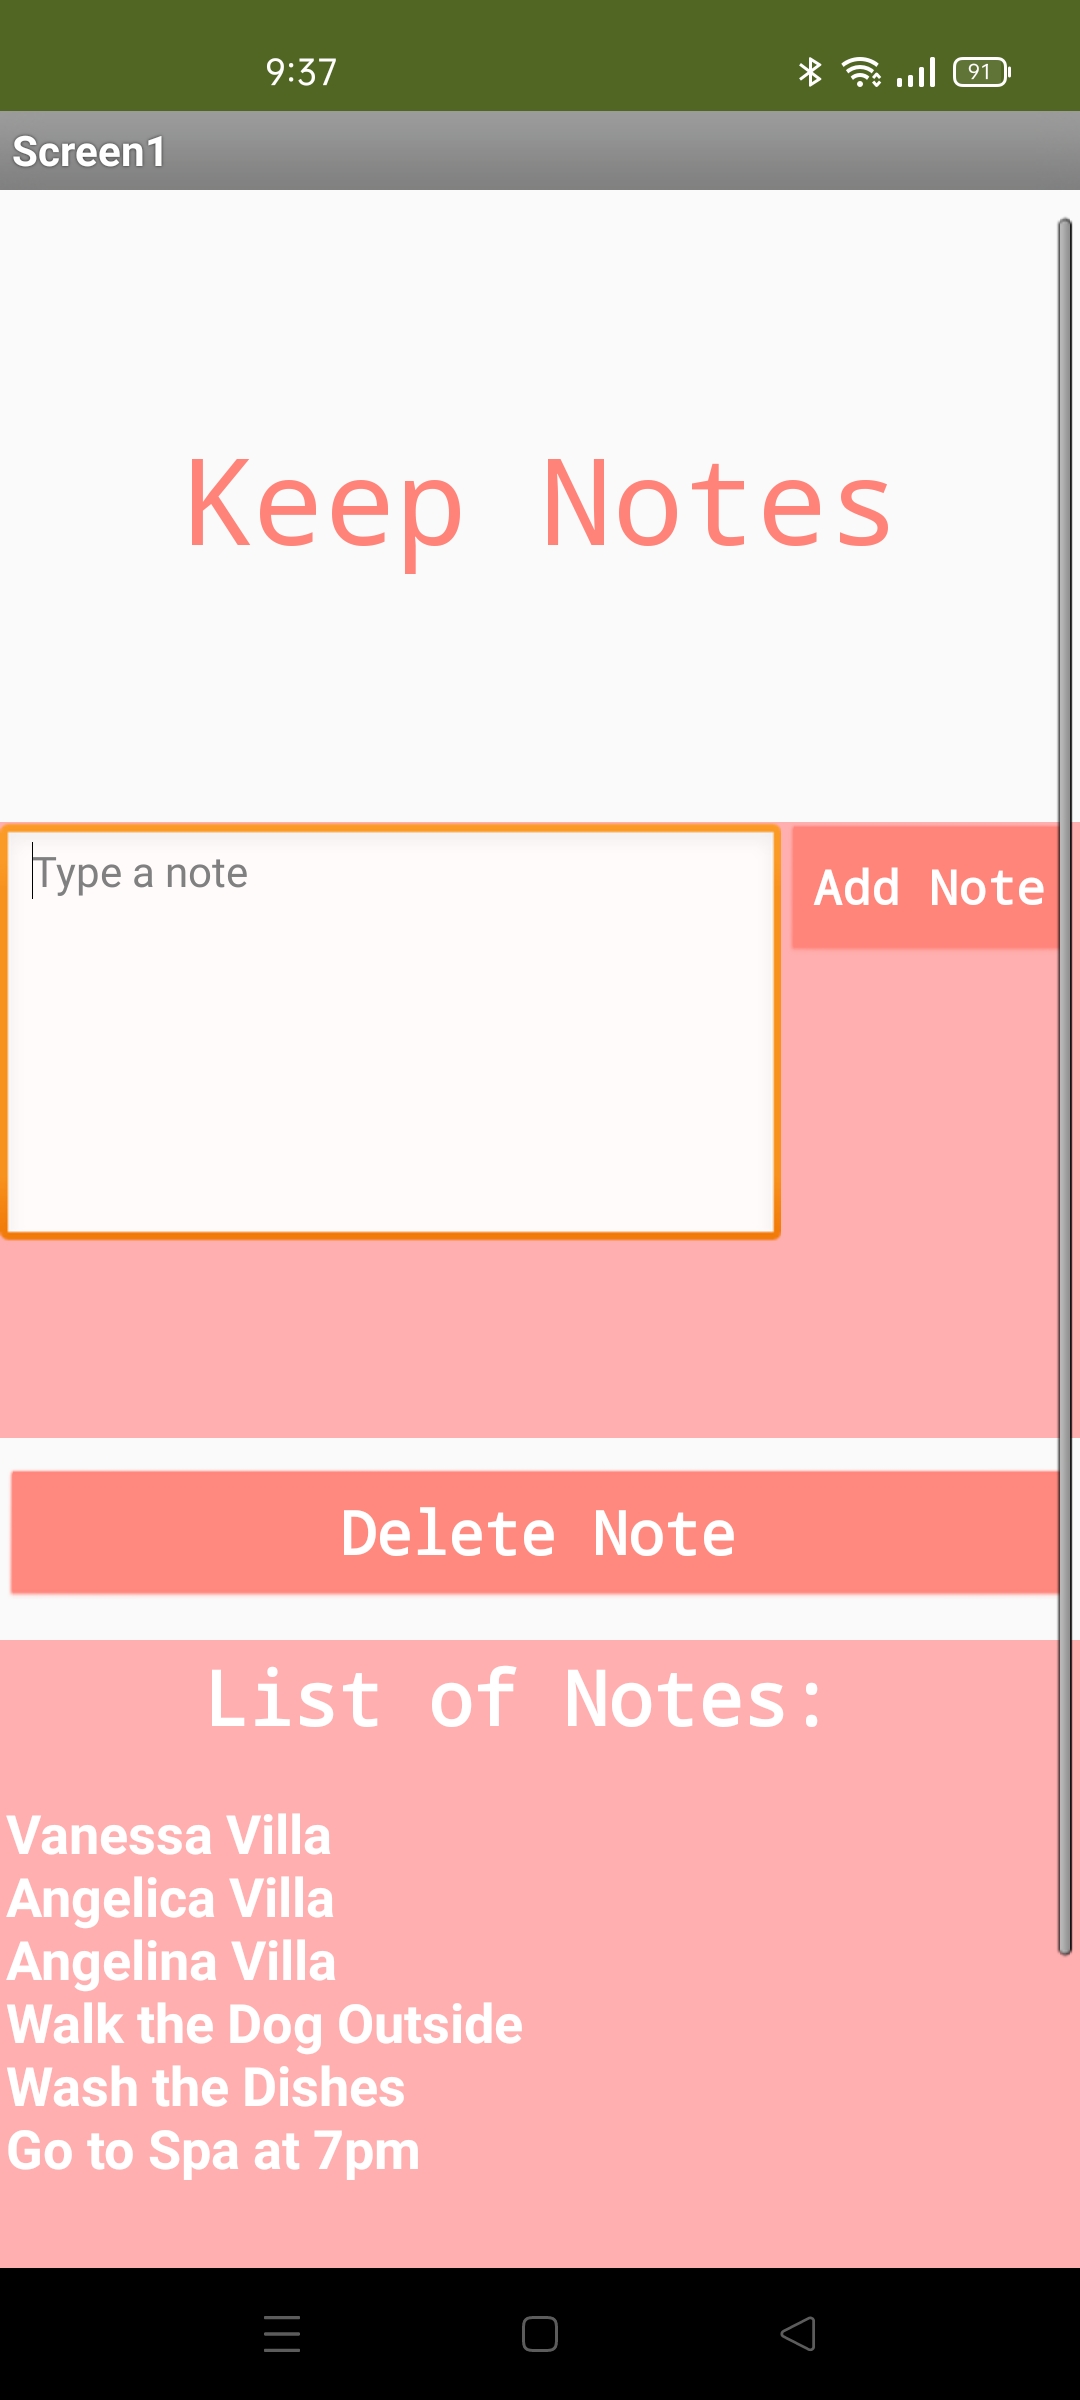 9:37
91
Screen1
Keep Notes
Type a note
Add Note
Delete Note
List of Notes:
Vanessa Villa
Angelica Villa
Angelina Villa
Walk the Dog Outside
Wash the Dishes
Go to Spa at 7pm